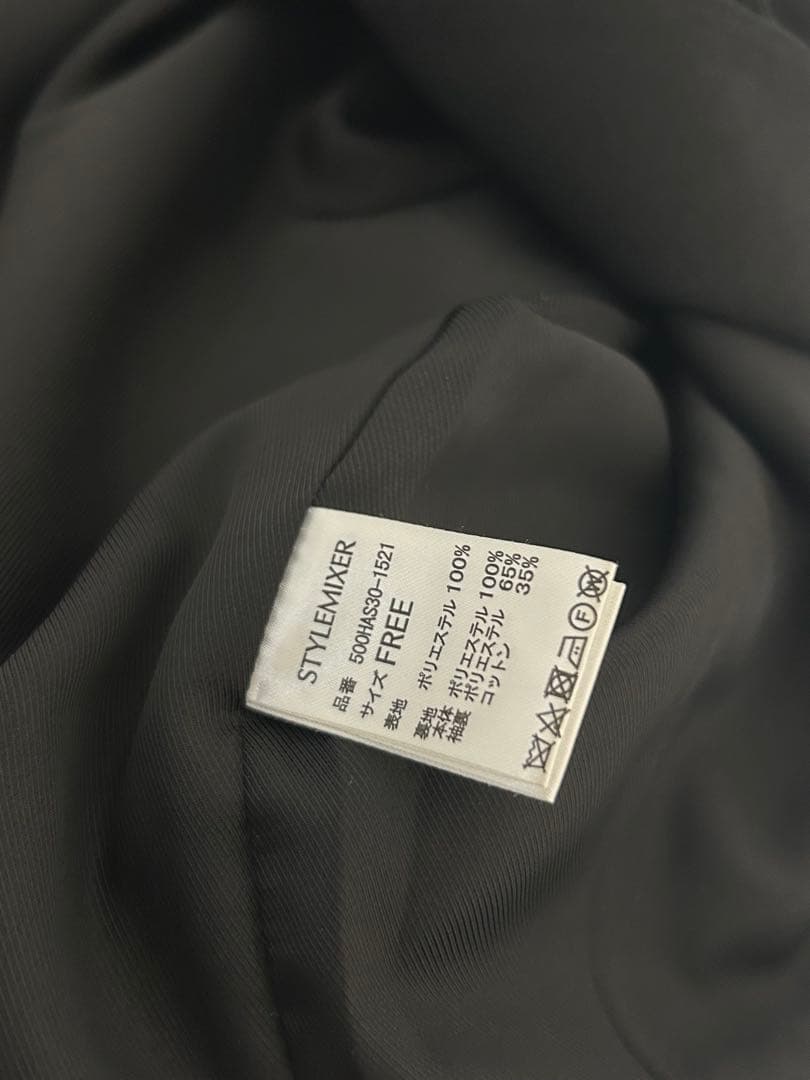 STYLEMIXER
品番 500HAS30-1521
サイズ FREE
表地 ポリエステル 100%
裏地
本体 ポリエステル 100%
袖裏 ポリエステル 65%
コットン 35%
F